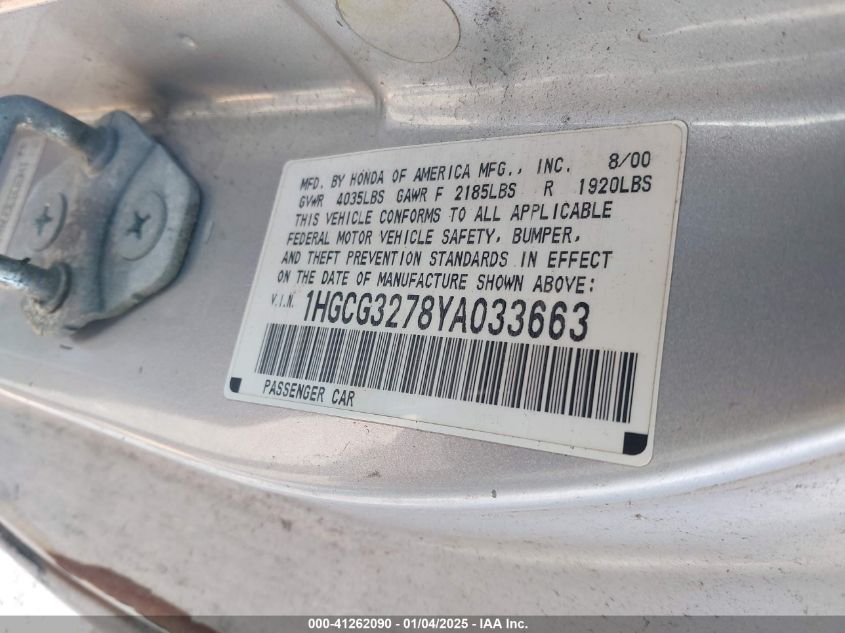 MFD. BY HONDA OF AMERICA MFG., INC. 8/00
GVWR 4035LBS GAWR F 2185LBS R 1920LBS
THIS VEHICLE CONFORMS TO ALL APPLICABLE
FEDERAL MOTOR VEHICLE SAFETY, BUMPER,
AND THEFT PREVENTION STANDARDS IN EFFECT
ON THE DATE OF MANUFACTURE SHOWN ABOVE:
V.I.N. 1HGCG3278YA033663
PASSENGER CAR
000-41262090 - 01/04/2025 - IAA Inc.